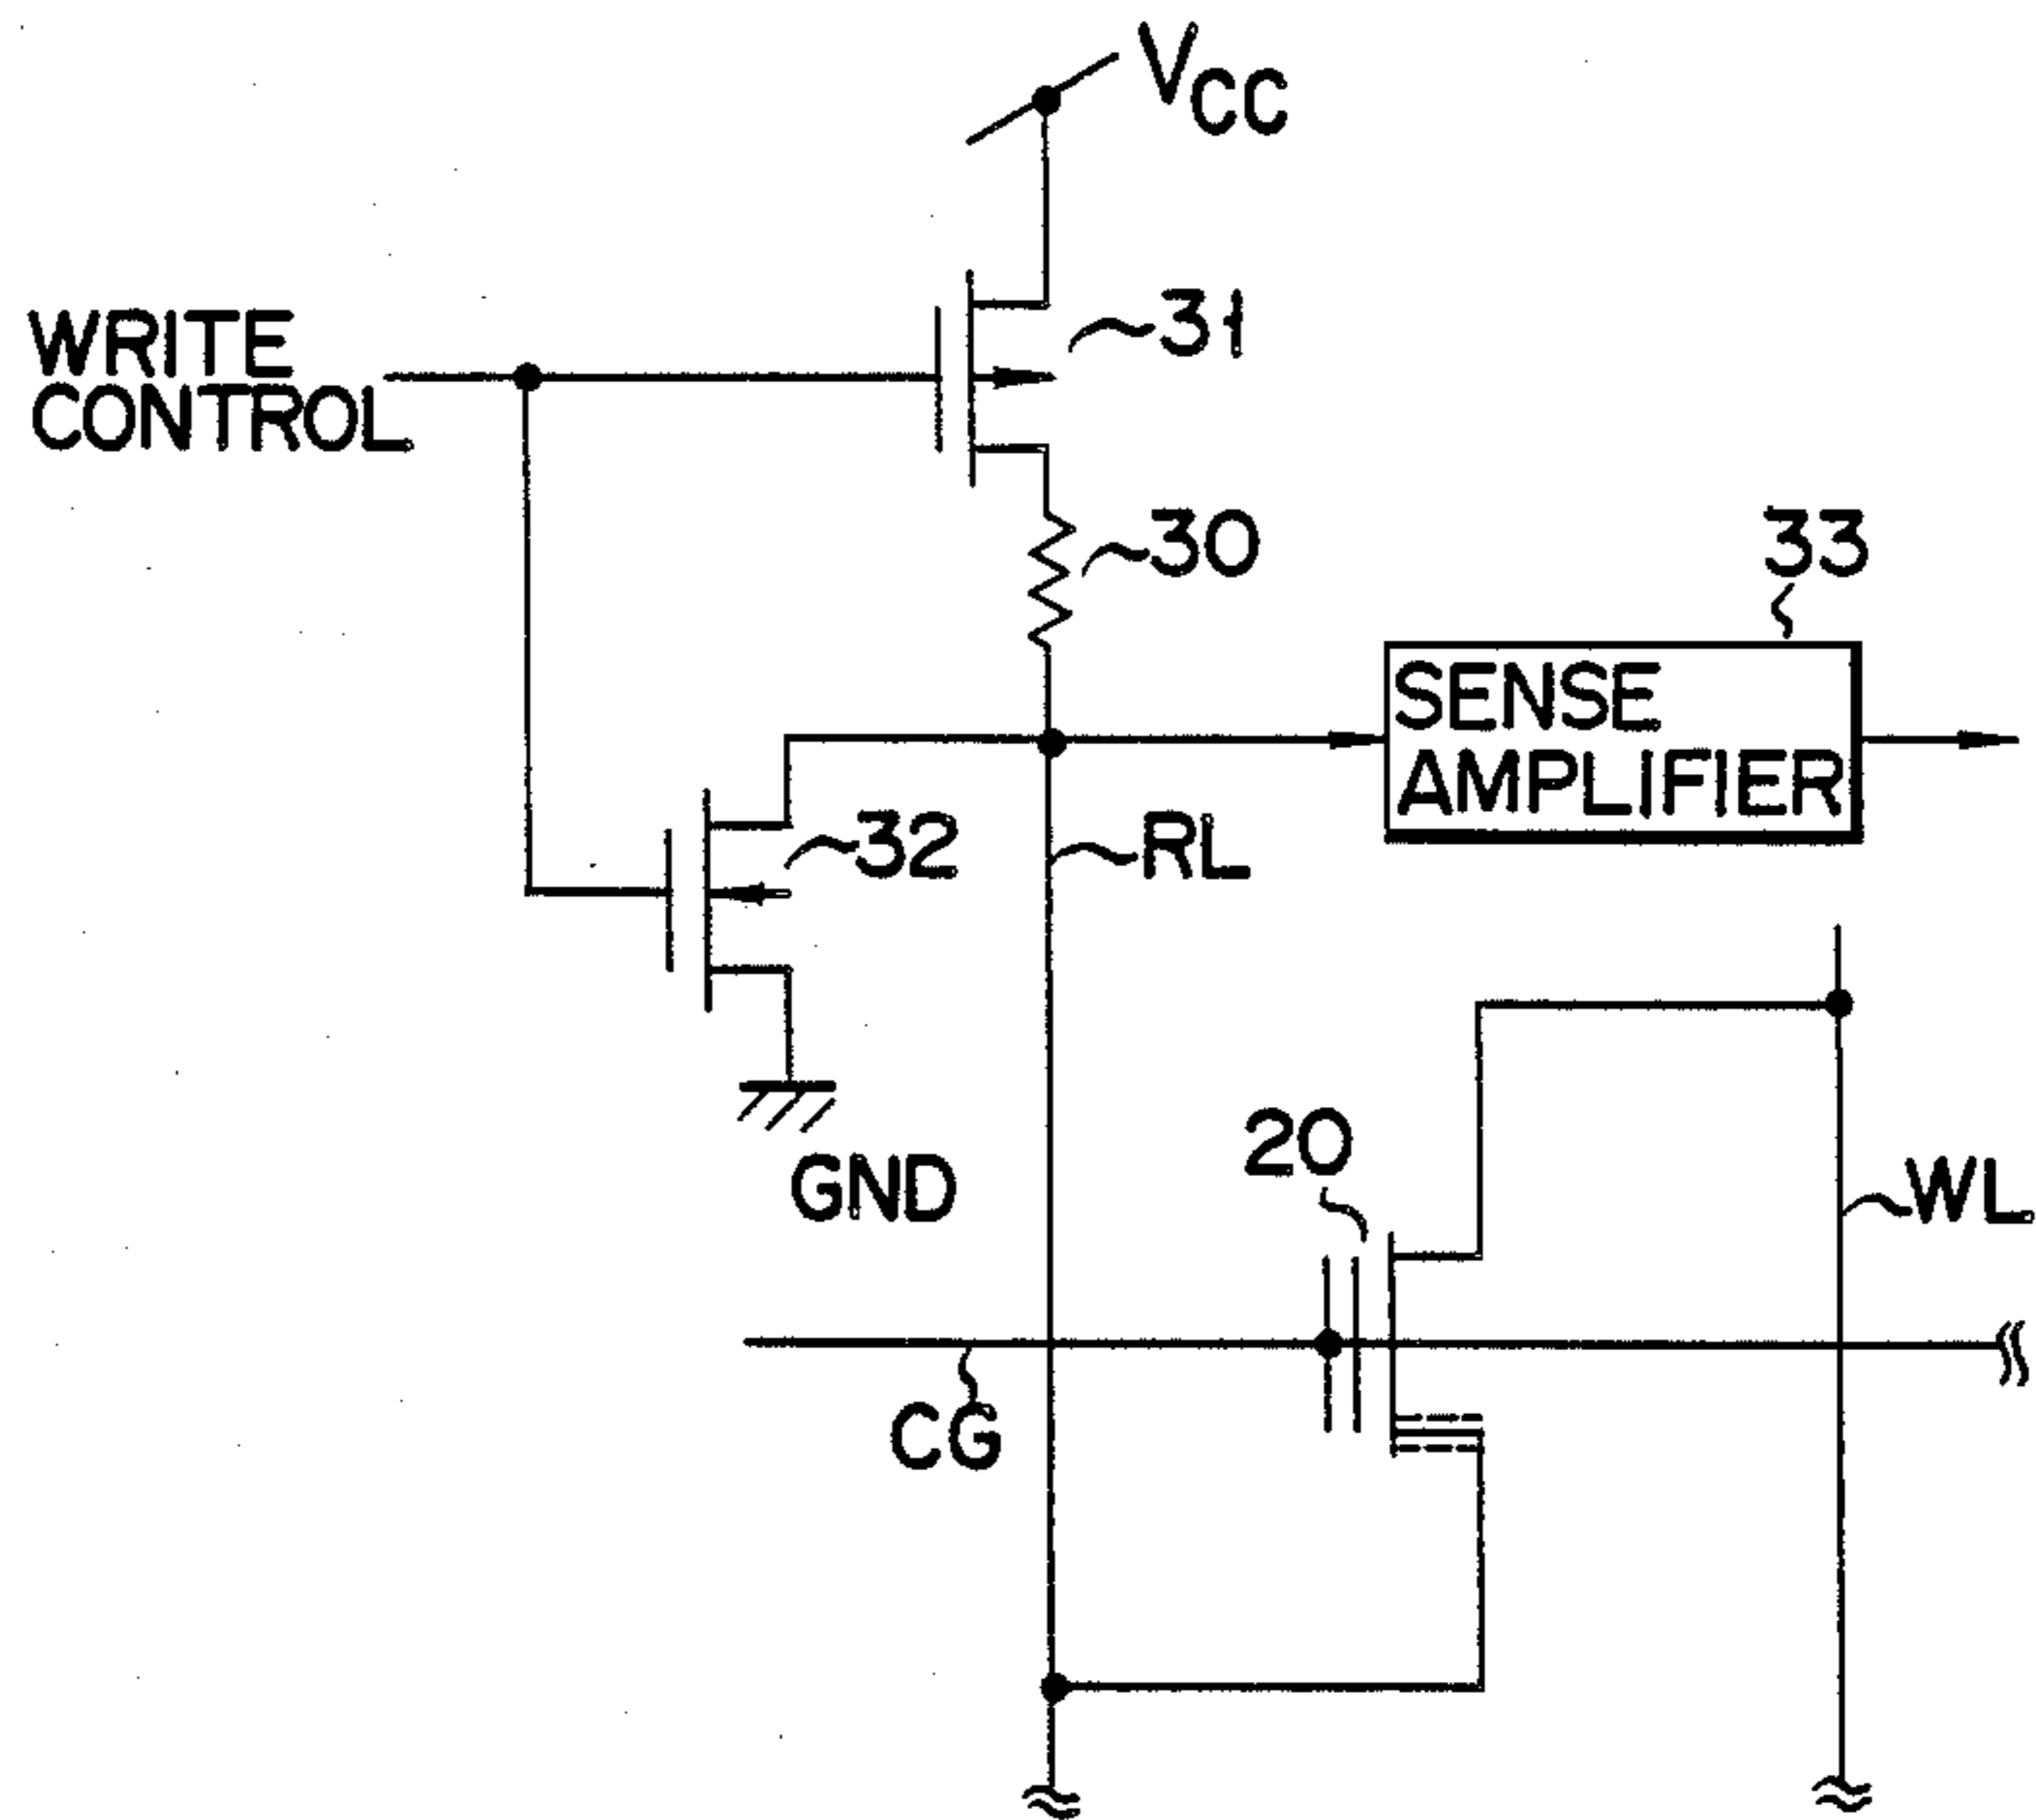 VCC
31
WRITE
CONTROL
30
33
SENSE
AMPLIFIER
32
RL
20
GND
WL
CG